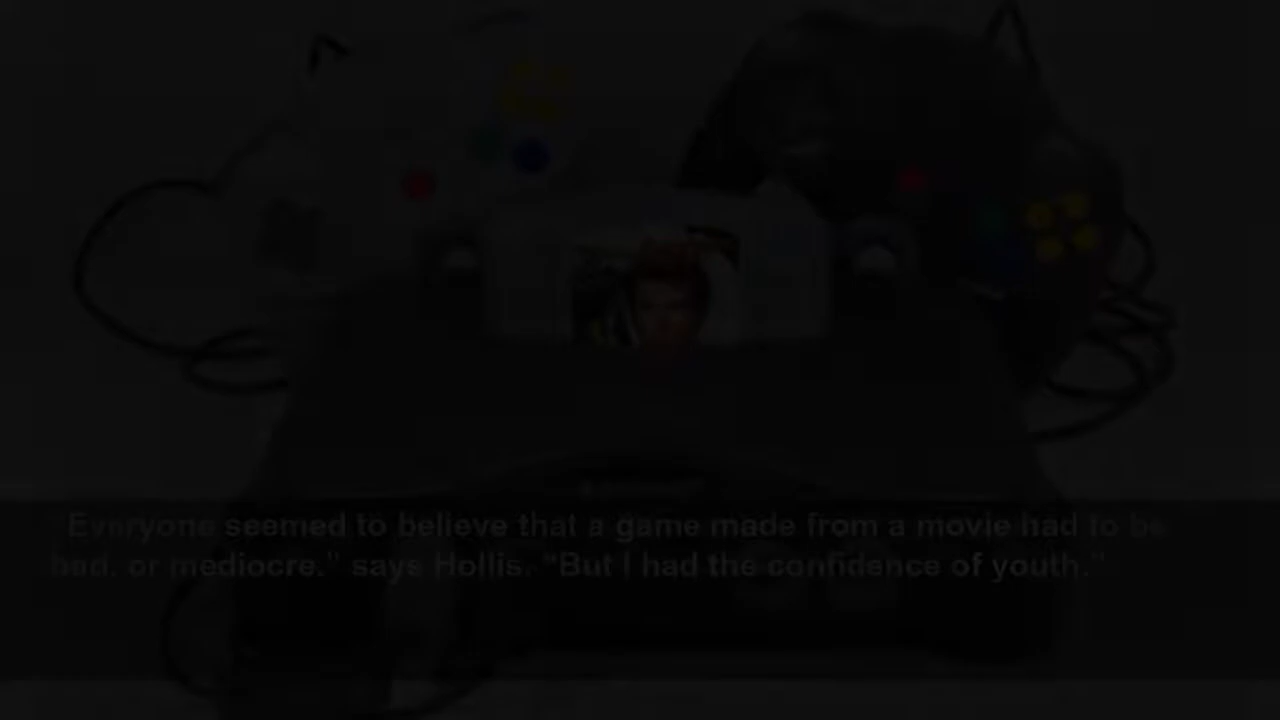 "Everyone seemed to believe that a game made from a movie had to be
bad, or mediocre." says Hollis. "But I had the confidence of youth."